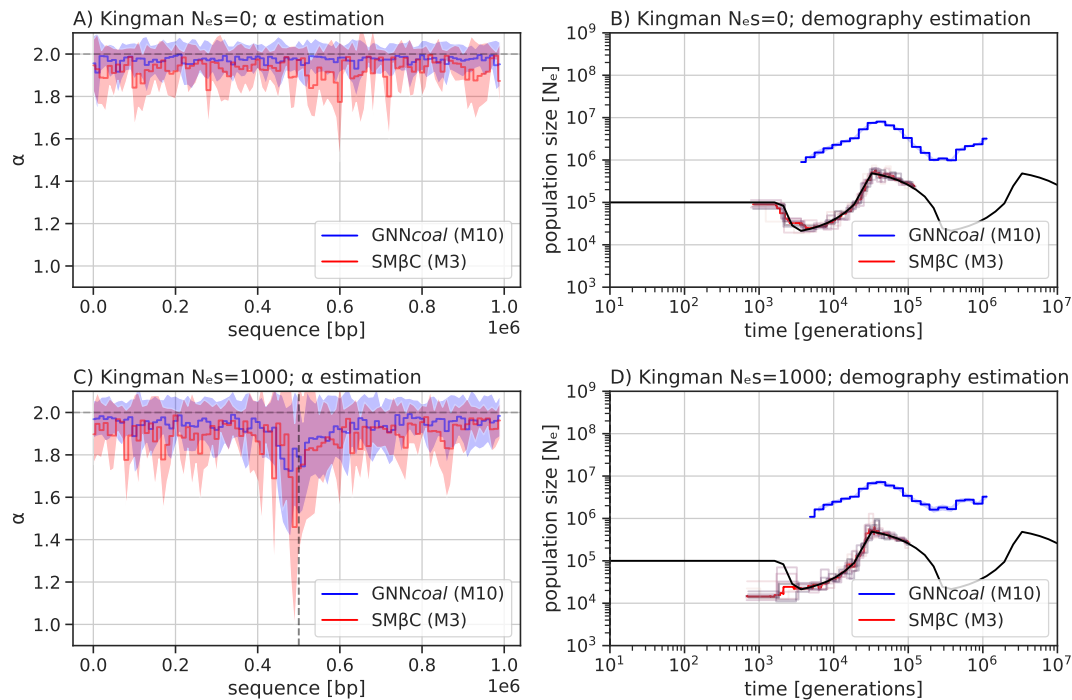 A) Kingman Nₑs=0; α estimation
2.0
1.8
1.6
1.4
1.2
1.0
α
GNNcoal (M10)
SMβC (M3)
0.0 0.2 0.4 0.6 0.8 1.0
1e6
sequence [bp]
B) Kingman Nₑs=0; demography estimation
10⁹
10⁸
10⁷
10⁶
10⁵
10⁴
10³
population size [Nₑ]
GNNcoal (M10)
SMβC (M3)
10¹ 10² 10³ 10⁴ 10⁵ 10⁶ 10⁷
time [generations]
C) Kingman Nₑs=1000; α estimation
2.0
1.8
1.6
1.4
1.2
1.0
α
GNNcoal (M10)
SMβC (M3)
0.0 0.2 0.4 0.6 0.8 1.0
1e6
sequence [bp]
D) Kingman Nₑs=1000; demography estimation
10⁹
10⁸
10⁷
10⁶
10⁵
10⁴
10³
population size [Nₑ]
GNNcoal (M10)
SMβC (M3)
10¹ 10² 10³ 10⁴ 10⁵ 10⁶ 10⁷
time [generations]